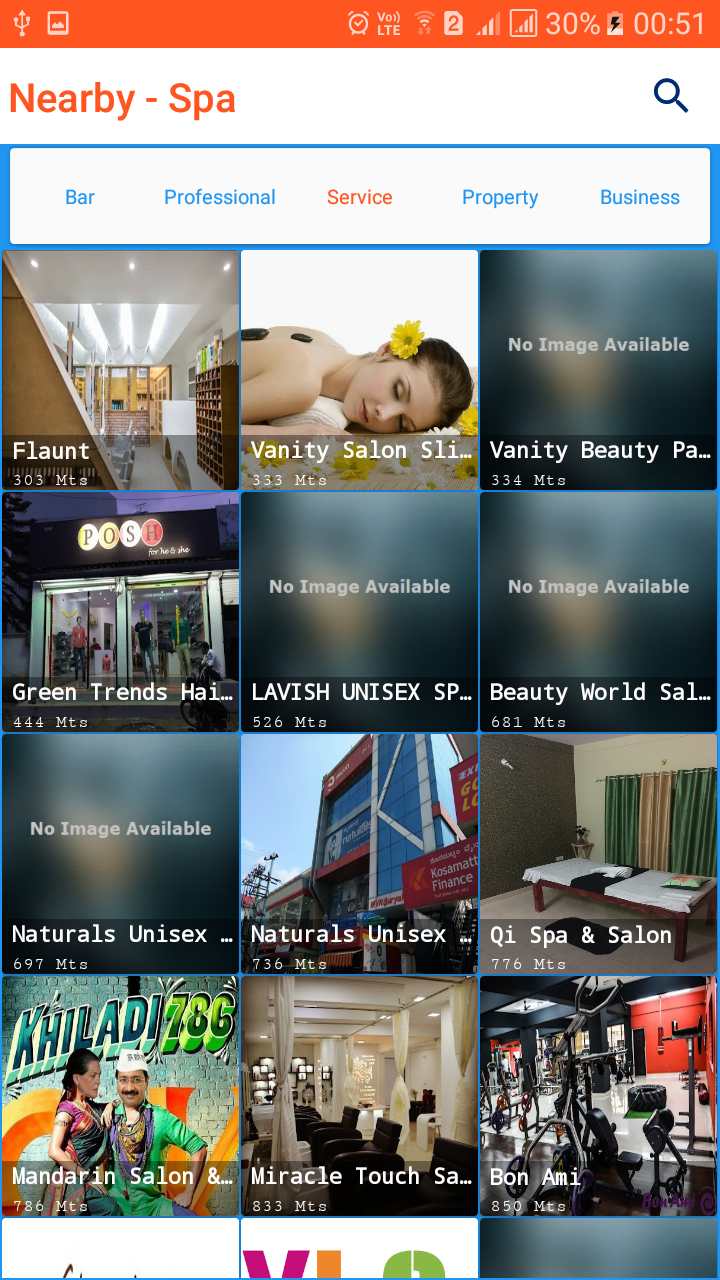 Vo)) LTE 2 30% 00:51
Nearby - Spa
Bar Professional Service Property Business
No Image Available
Flaunt
303 Mts
Vanity Salon Sli…
333 Mts
Vanity Beauty Pa…
334 Mts
POSH
for he & she
No Image Available
No Image Available
Green Trends Hai…
444 Mts
LAVISH UNISEX SP…
526 Mts
Beauty World Sal…
681 Mts
No Image Available
Kosamatt
Finance
Naturals Unisex …
697 Mts
Naturals Unisex …
736 Mts
Qi Spa & Salon
776 Mts
KHILADI 786
Mandarin Salon &…
786 Mts
Miracle Touch Sa…
833 Mts
Bon Ami
Bon Ami
850 Mts